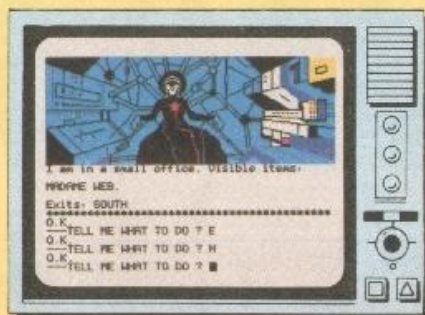 I am in a small office. Visible items:
MADAME WEB.
Exits: SOUTH
********************************************
O.K
----TELL ME WHAT TO DO ? E
O.K
----TELL ME WHAT TO DO ? N
O.K
----TELL ME WHAT TO DO ?